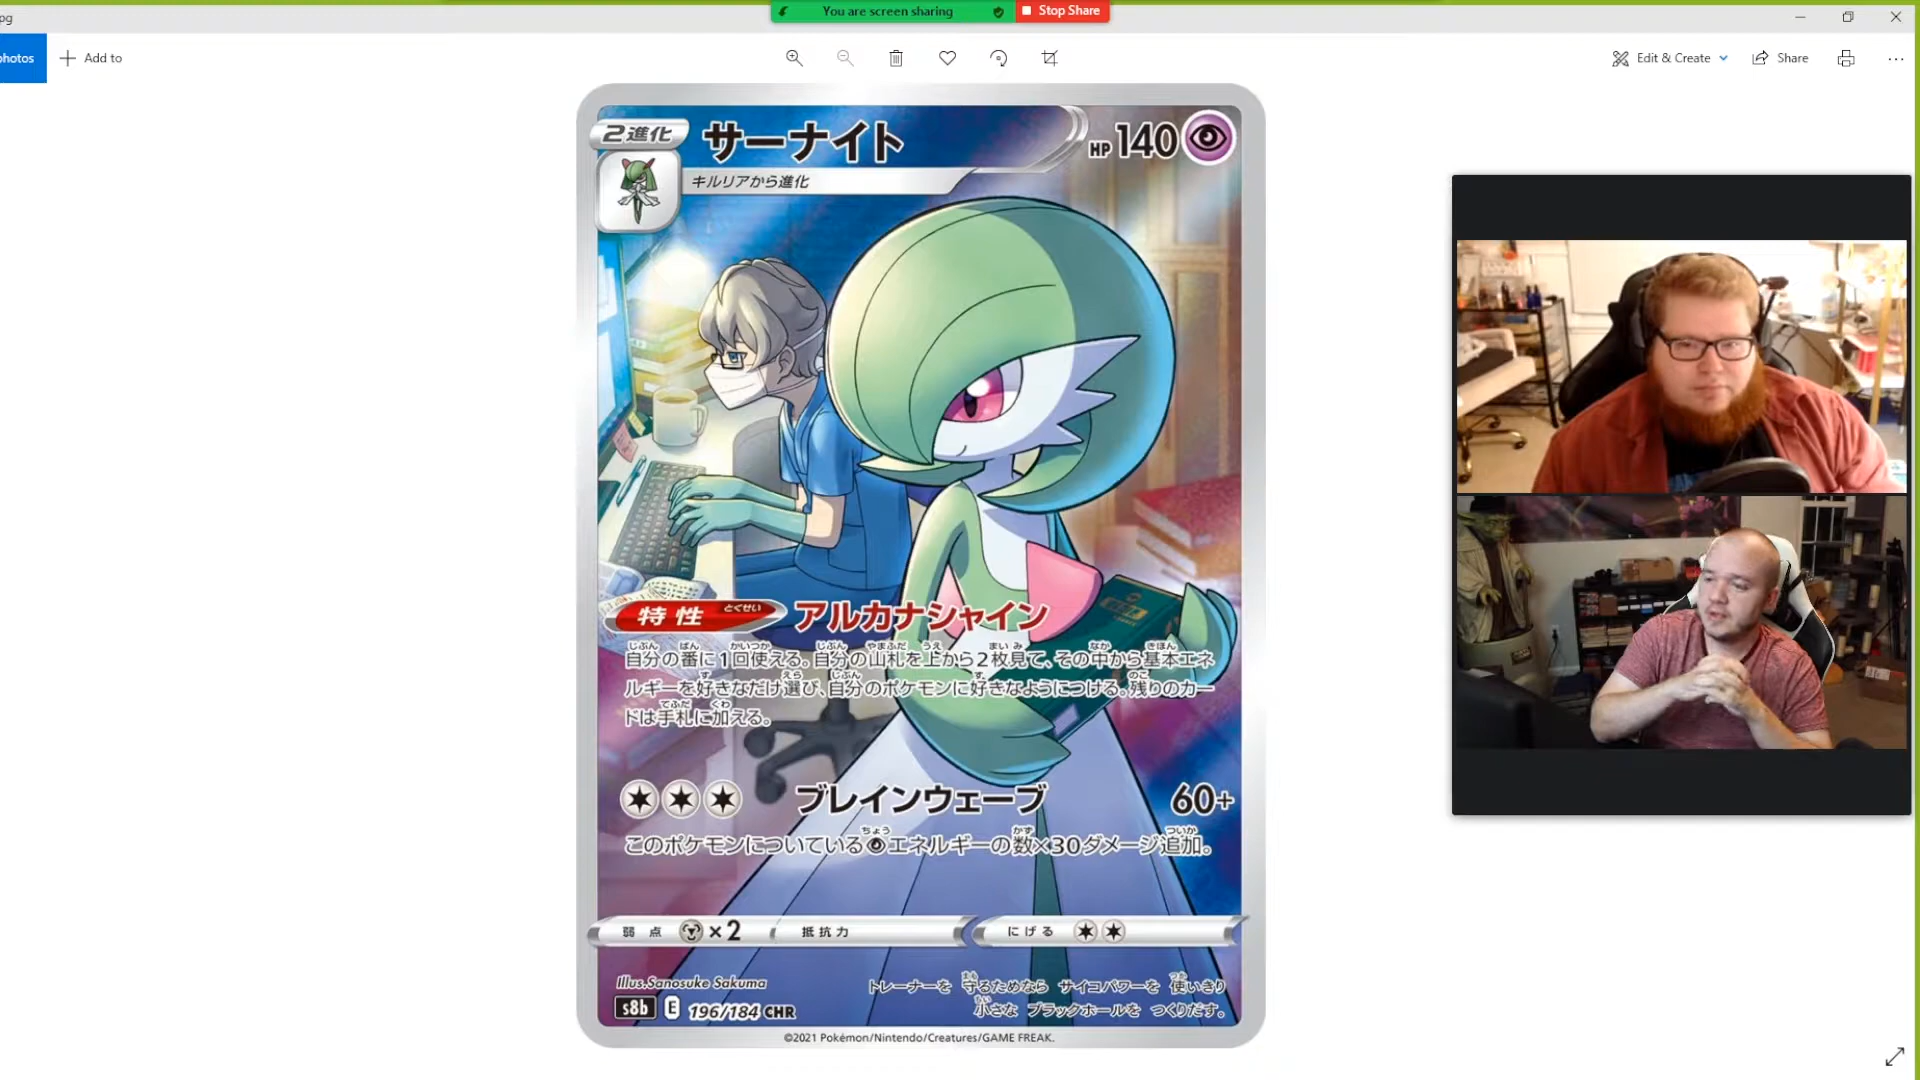 pg
You are screen sharing
Stop Share
photos
Add to
Edit & Create
Share
2進化
サーナイト
HP 140
キルリアから進化
特性 とくせい アルカナシャイン
自分の番に1回使える。自分の山札を上から2枚見て、その中から基本エネ
ルギーを好きなだけ選び、自分のポケモンに好きなようにつける。残りのカー
ドは手札に加える。
ブレインウェーブ 60+
このポケモンについているエネルギーの数×30ダメージ追加。
弱点 ×2 抵抗力 にげる
Illus.Sanosuke Sakuma
トレーナーを 守るためなら サイコパワーを 使いきり
小さな ブラックホールを つくりだす。
s8b E 196/184 CHR
©2021 Pokémon/Nintendo/Creatures/GAME FREAK.